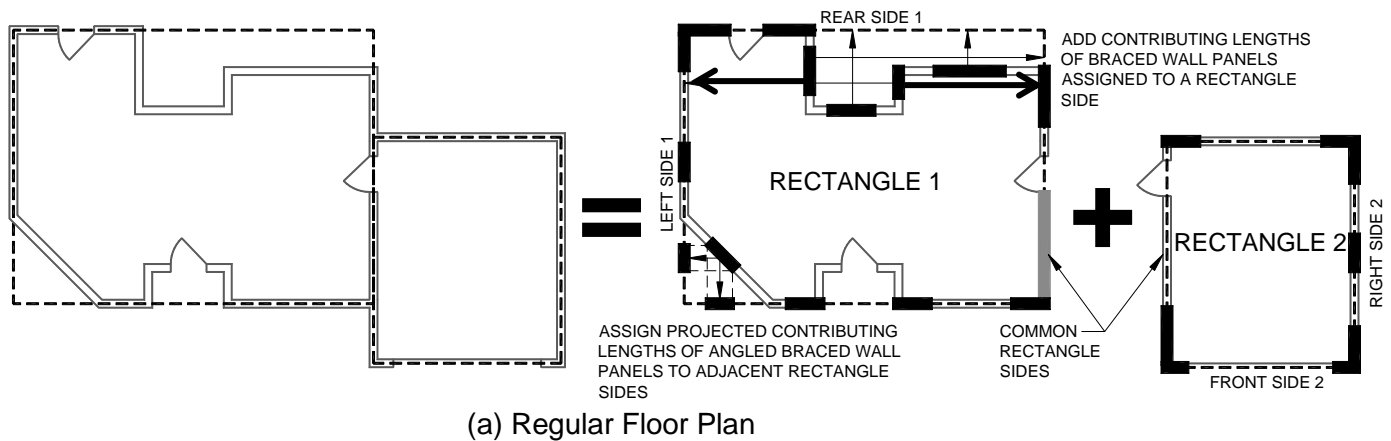 REAR SIDE 1
ADD CONTRIBUTING LENGTHS
OF BRACED WALL PANELS
ASSIGNED TO A RECTANGLE
SIDE
LEFT SIDE 1
RECTANGLE 1
RECTANGLE 2
RIGHT SIDE 2
ASSIGN PROJECTED CONTRIBUTING
LENGTHS OF ANGLED BRACED WALL
PANELS TO ADJACENT RECTANGLE
SIDES
COMMON
RECTANGLE
SIDES
FRONT SIDE 2
(a) Regular Floor Plan